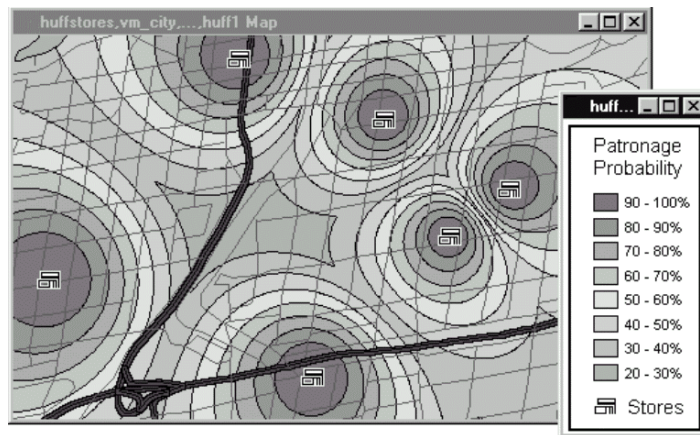 huffstores,vm_city,...,huff1 Map
huff...
Patronage
Probability
90 - 100%
80 - 90%
70 - 80%
60 - 70%
50 - 60%
40 - 50%
30 - 40%
20 - 30%
Stores